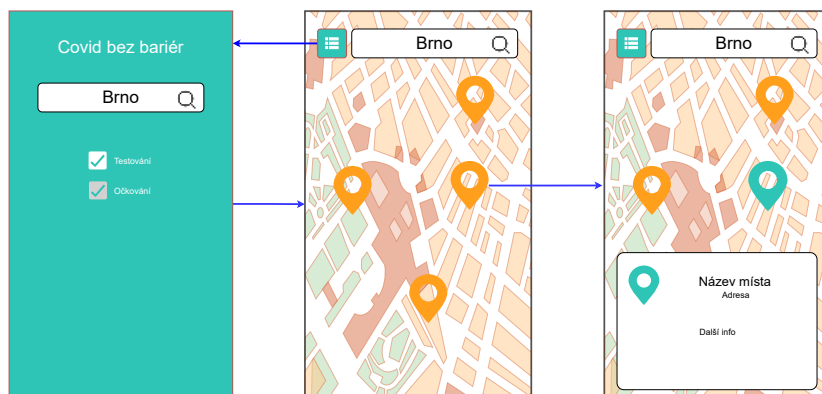 Covid bez bariér
Brno
Testování
Očkování
Brno
Brno
Název místa
Adresa
Další info